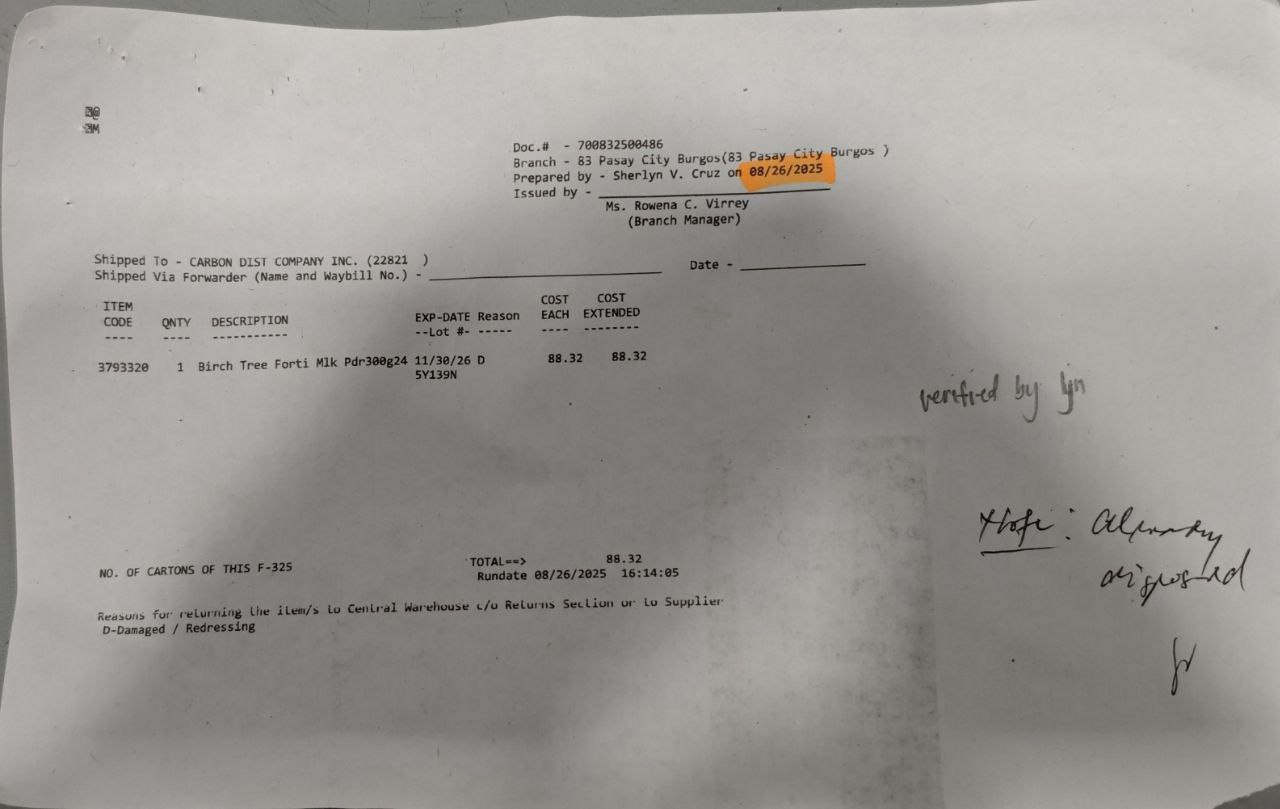 Doc.# - 700832500486
Branch - 83 Pasay City Burgos(83 Pasay City Burgos )
Prepared by - Sherlyn V. Cruz on 08/26/2025
Issued by -
Ms. Rowena C. Virrey
(Branch Manager)
Shipped To - CARBON DIST COMPANY INC. (22821 )
Shipped Via Forwarder (Name and Waybill No.) - Date -
ITEM COST COST
CODE QNTY DESCRIPTION EXP-DATE Reason EACH EXTENDED
---- ---- ----------- --Lot #- ----- ---- --------
3793320 1 Birch Tree Forti Mlk Pdr300g24 11/30/26 D 88.32 88.32
5Y139N
verified by lyn
Note: Already
disposed
NO. OF CARTONS OF THIS F-325 TOTAL==> 88.32
Rundate 08/26/2025 16:14:05
Reasons for returning the item/s to Central Warehouse c/o Returns Section or to Supplier
D-Damaged / Redressing